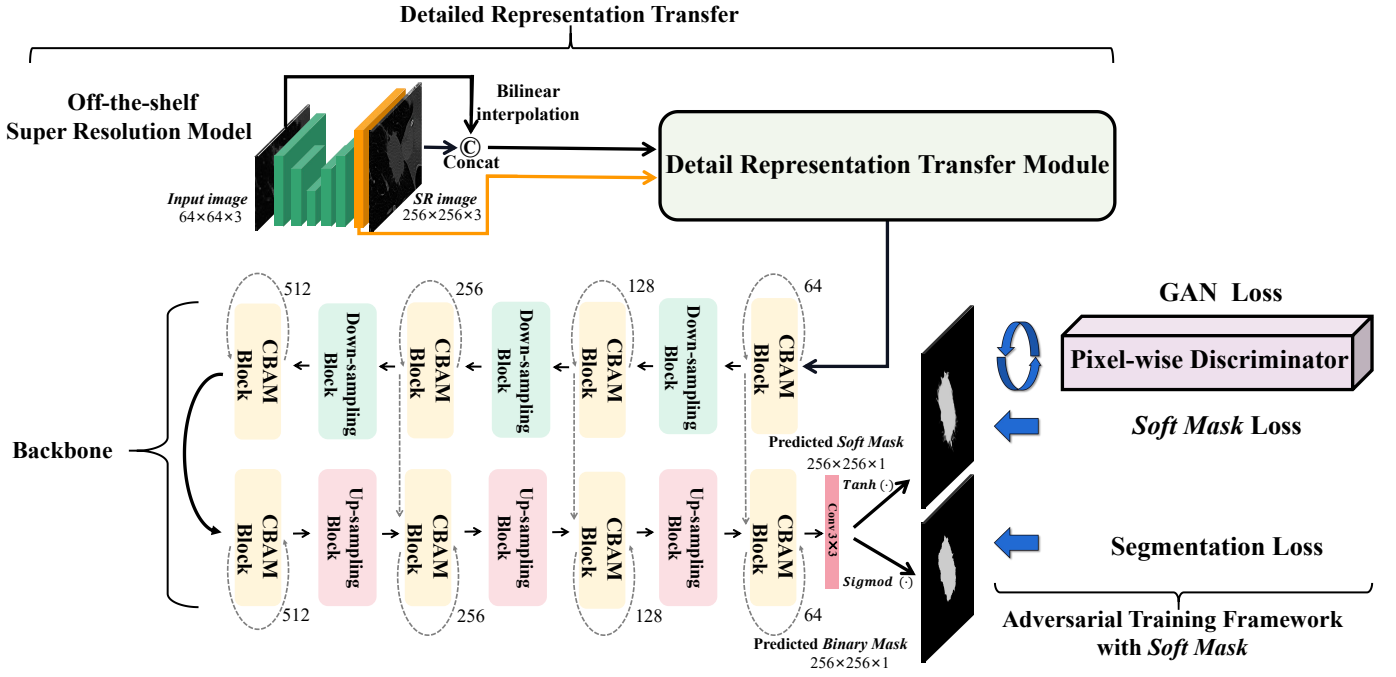 Detailed Representation Transfer
Off-the-shelf
Super Resolution Model
Bilinear
interpolation
©
Concat
Input image
64×64×3
SR image
256×256×3
Detail Representation Transfer Module
512
256
128
64
CBAM
Block
Down-sampling
Block
CBAM
Block
Down-sampling
Block
CBAM
Block
Down-sampling
Block
CBAM
Block
GAN Loss
Pixel-wise Discriminator
Soft Mask Loss
Backbone
Predicted Soft Mask
256×256×1
Tanh (·)
CBAM
Block
Up-sampling
Block
CBAM
Block
Up-sampling
Block
CBAM
Block
Up-sampling
Block
CBAM
Block
Conv 3×3
Sigmod (·)
Segmentation Loss
512
256
128
64
Predicted Binary Mask
256×256×1
Adversarial Training Framework
with Soft Mask